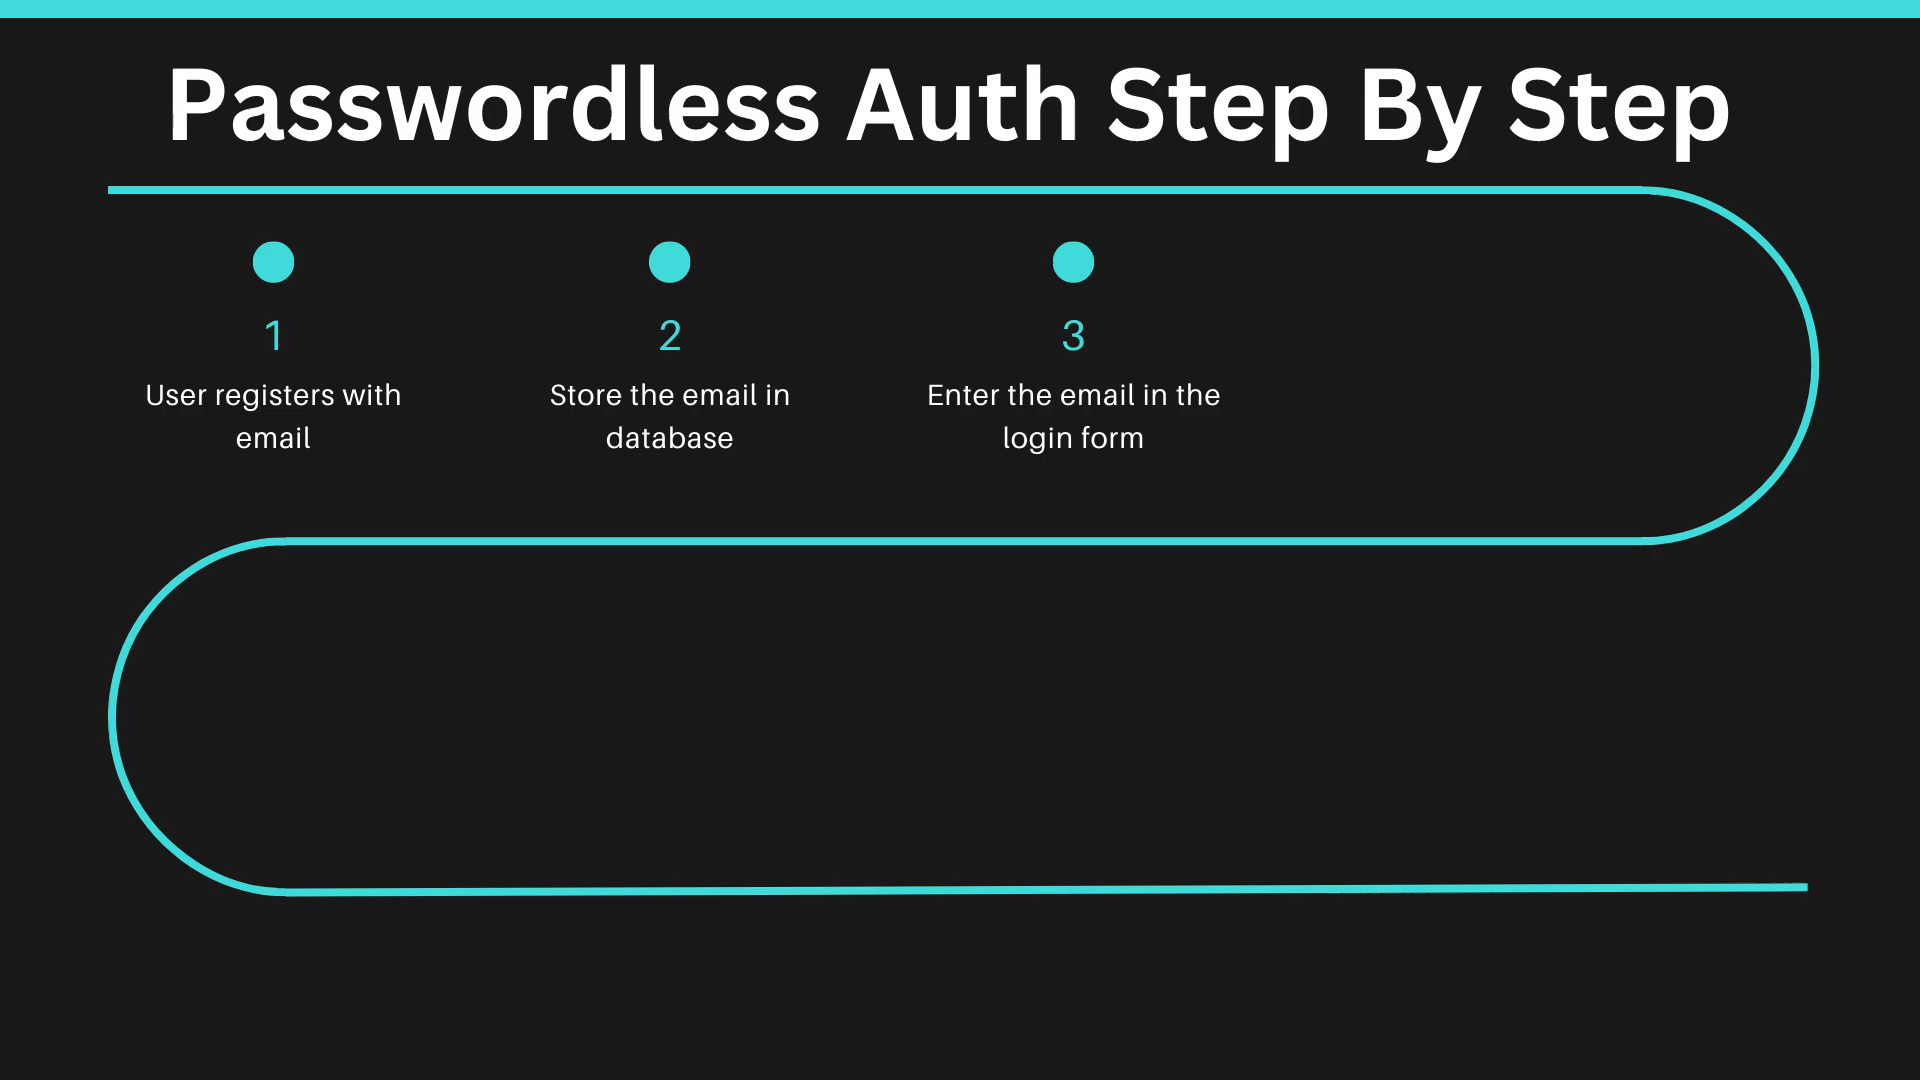 Passwordless Auth Step By Step
1
User registers with
email
2
Store the email in
database
3
Enter the email in the
login form